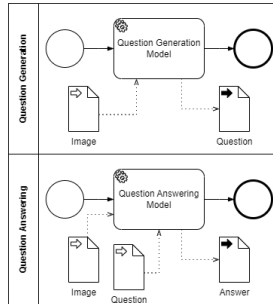 Question Generation
Question Generation
Model
Image
Question
Question Answering
Question Answering
Model
Image
Question
Answer